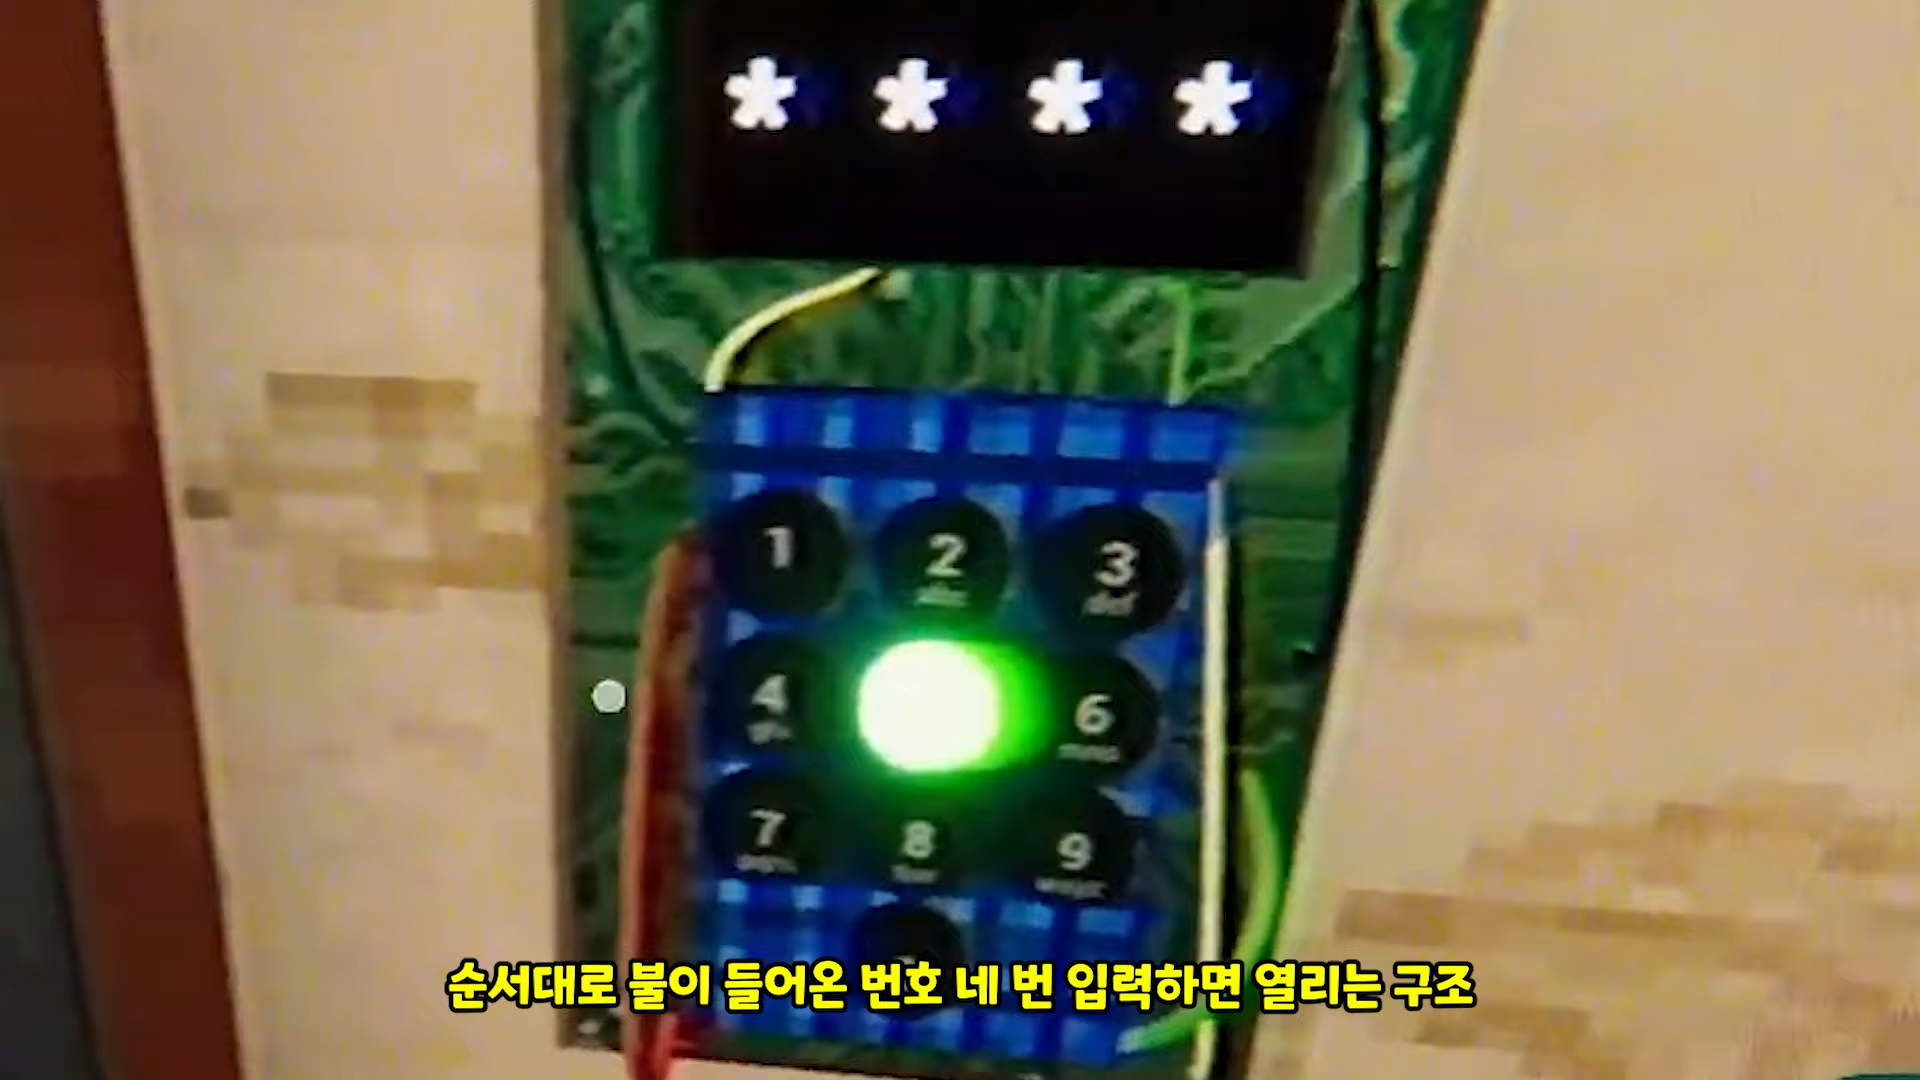 * * * *
1 2 3
def
4 6
7 8 9
순서대로 불이 들어온 번호 네 번 입력하면 열리는 구조